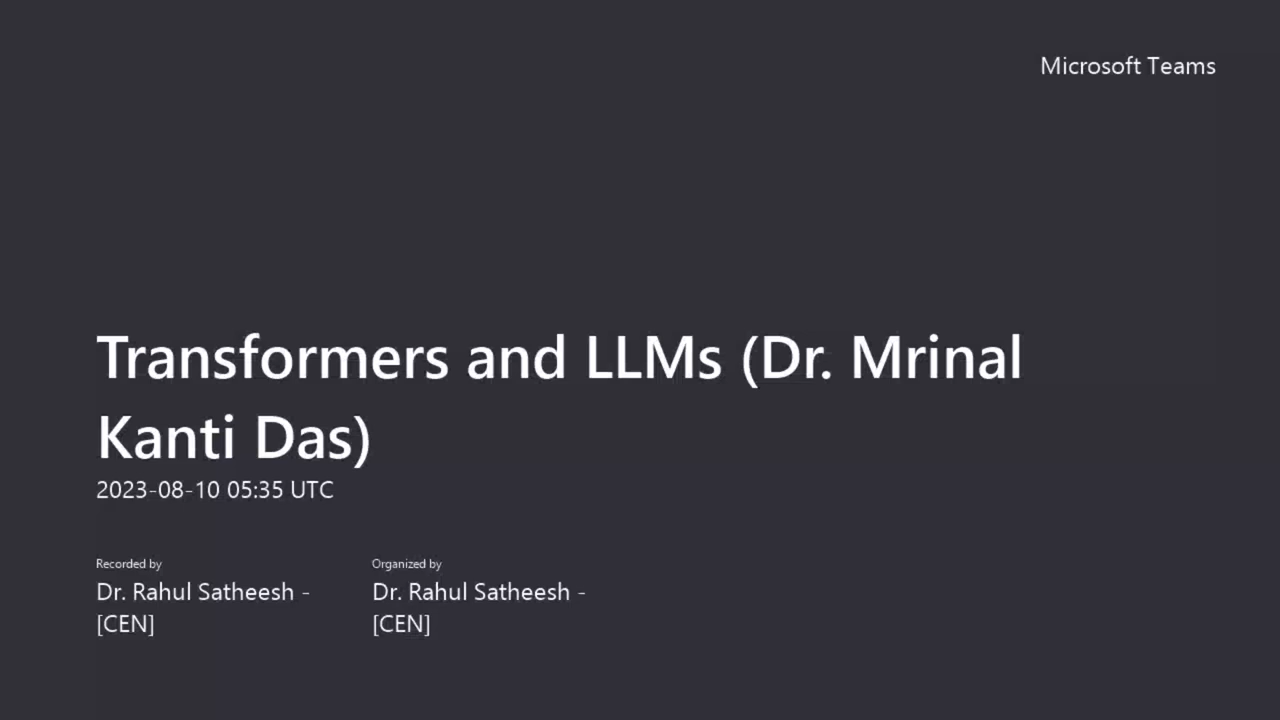 Microsoft Teams
Transformers and LLMs (Dr. Mrinal
Kanti Das)
2023-08-10 05:35 UTC
Recorded by
Dr. Rahul Satheesh -
[CEN]
Organized by
Dr. Rahul Satheesh -
[CEN]